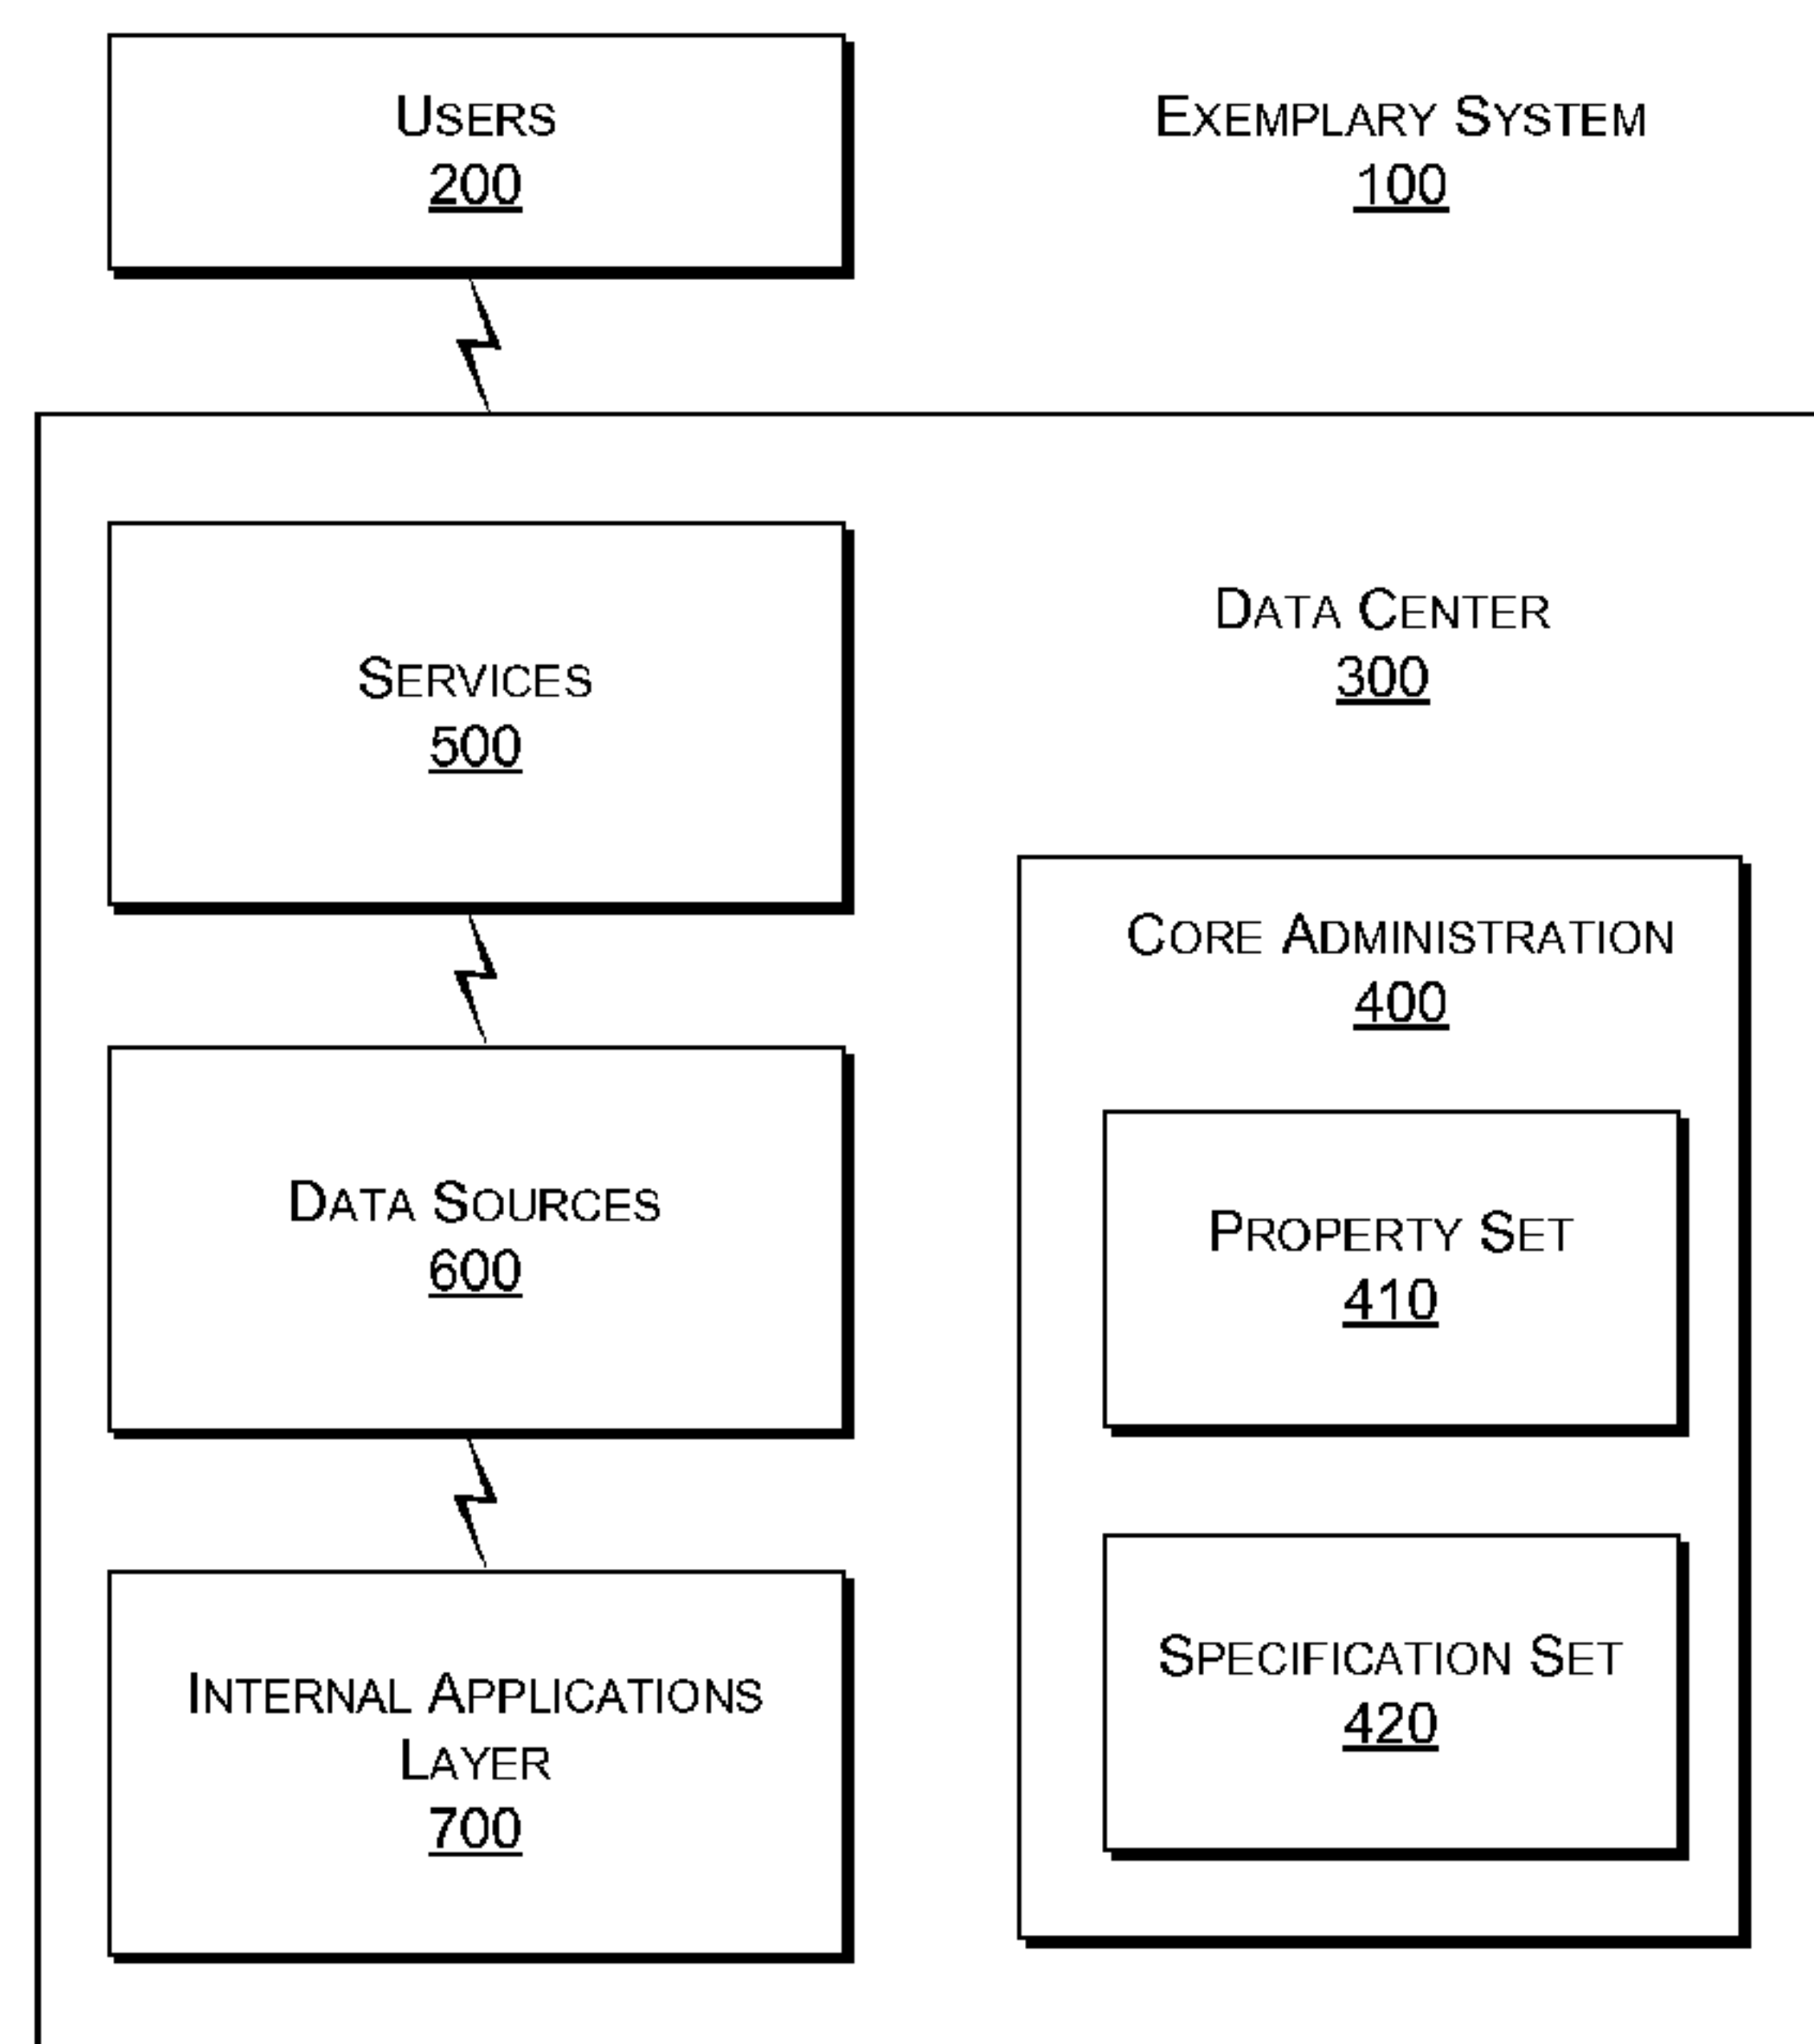 Users
200
Exemplary System
100
Data Center
300
Services
500
Core Administration
400
Data Sources
600
Property Set
410
Internal Applications
Layer
700
Specification Set
420